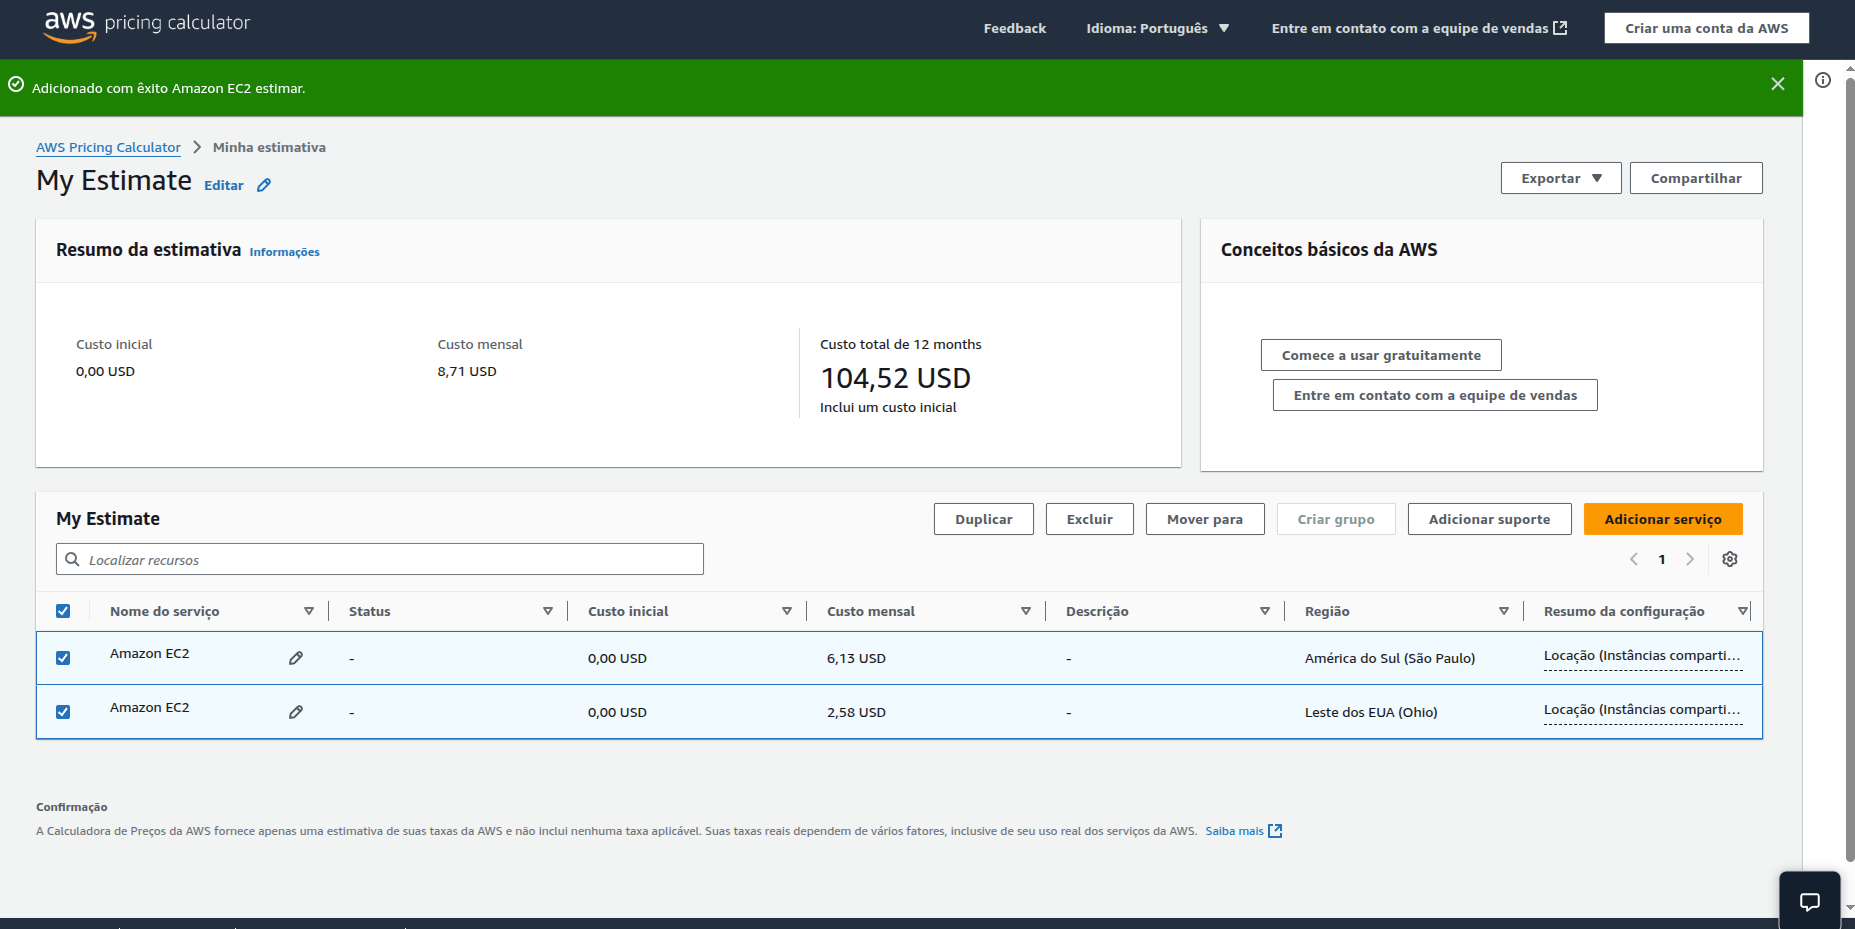 aws pricing calculator
Feedback
Idioma: Português
Entre em contato com a equipe de vendas
Criar uma conta da AWS
Adicionado com êxito Amazon EC2 estimar.
AWS Pricing Calculator
Minha estimativa
My Estimate
Editar
Exportar
Compartilhar
Resumo da estimativa
Informações
Custo inicial
0,00 USD
Custo mensal
8,71 USD
Custo total de 12 months
104,52 USD
Inclui um custo inicial
Conceitos básicos da AWS
Comece a usar gratuitamente
Entre em contato com a equipe de vendas
My Estimate
Duplicar
Excluir
Mover para
Criar grupo
Adicionar suporte
Adicionar serviço
Localizar recursos
1
Nome do serviço
Status
Custo inicial
Custo mensal
Descrição
Região
Resumo da configuração
Amazon EC2
-
0,00 USD
6,13 USD
-
América do Sul (São Paulo)
Locação (Instâncias comparti…
Amazon EC2
-
0,00 USD
2,58 USD
-
Leste dos EUA (Ohio)
Locação (Instâncias comparti…
Confirmação
A Calculadora de Preços da AWS fornece apenas uma estimativa de suas taxas da AWS e não inclui nenhuma taxa aplicável. Suas taxas reais dependem de vários fatores, inclusive de seu uso real dos serviços da AWS. Saiba mais